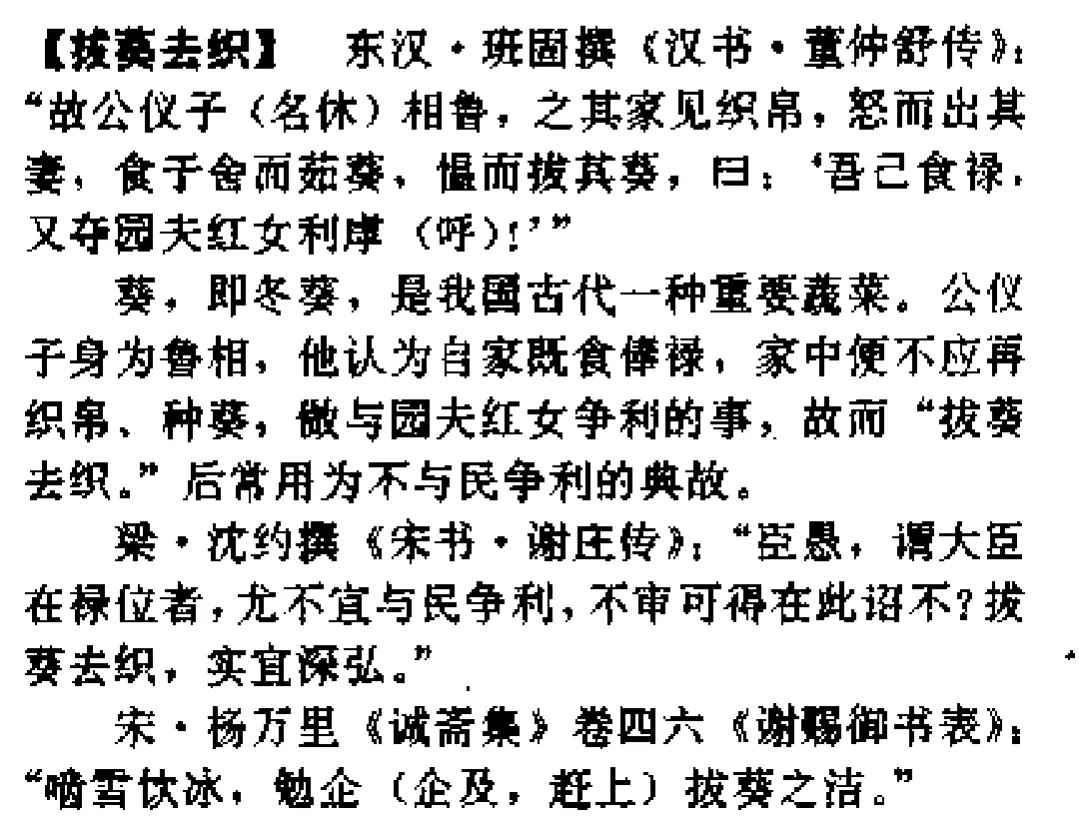 【拔葵去织】 东汉·班固撰《汉书·董仲舒传》：
“故公仪子（名休）相鲁，之其家见织帛，怒而出其
妻，食于舍而茹葵，愠而拔其葵，曰：‘吾已食禄，
又夺园夫红女利虖（呼）！’”
葵，即冬葵，是我国古代一种重要蔬菜。公仪
子身为鲁相，他认为自家既食俸禄，家中便不应再
织帛、种葵，做与园夫红女争利的事，故而“拔葵
去织。”后常用为不与民争利的典故。
梁·沈约撰《宋书·谢庄传》：“臣愚，谓大臣
在禄位者，尤不宜与民争利，不审可得在此诏不？拔
葵去织，实宜深弘。”
宋·杨万里《诚斋集》卷四六《谢赐御书表》：
“啮雪饮冰，勉企（企及，赶上）拔葵之洁。”